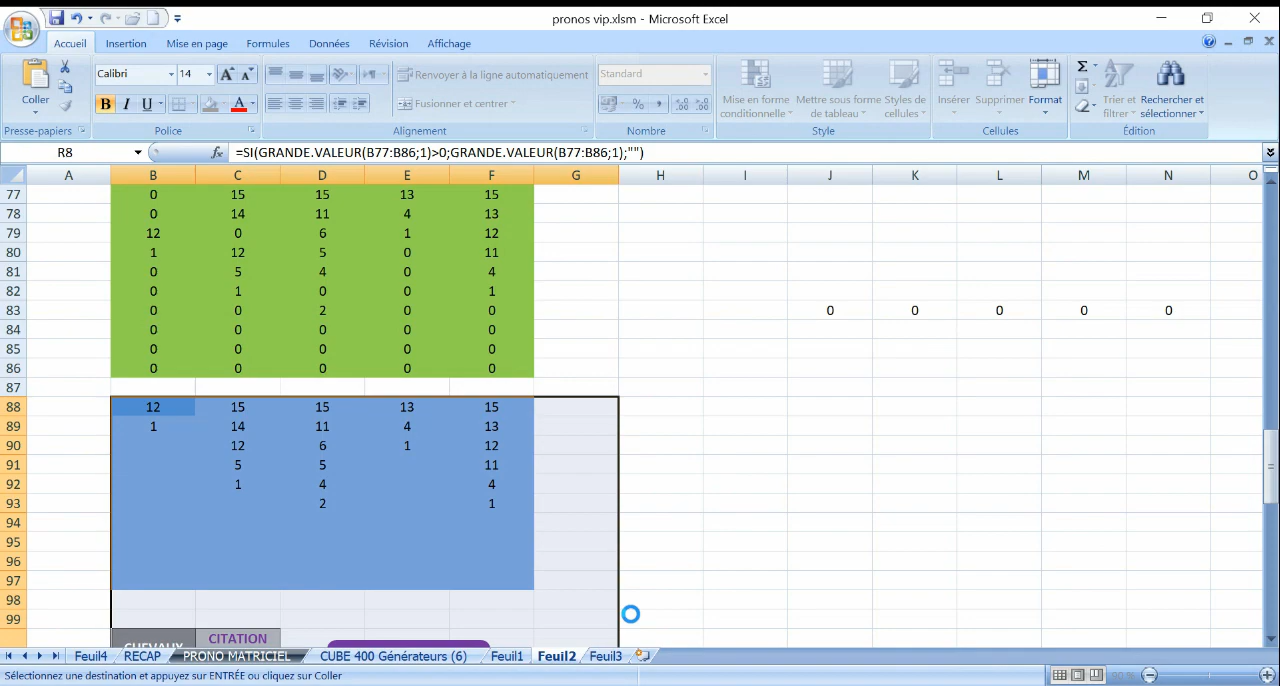 pronos vip.xlsm - Microsoft Excel
Accueil Insertion Mise en page Formules Données Révision Affichage
Coller Calibri 14 Renvoyer à la ligne automatiquement Standard Mise en forme conditionnelle Mettre sous forme de tableau Styles de cellules Insérer Supprimer Format Σ Trier et filtrer Rechercher et sélectionner
B I U A Fusionner et centrer % 
Presse-papiers Police Alignement Nombre Style Cellules Édition
R8 fx =SI(GRANDE.VALEUR(B77:B86;1)>0;GRANDE.VALEUR(B77:B86;1);"")
A B C D E F G H I J K L M N O
77 0 15 15 13 15
78 0 14 11 4 13
79 12 0 6 1 12
80 1 12 5 0 11
81 0 5 4 0 4
82 0 1 0 0 1
83 0 0 2 0 0 0 0 0 0 0
84 0 0 0 0 0
85 0 0 0 0 0
86 0 0 0 0 0
87
88 12 15 15 13 15
89 1 14 11 4 13
90 12 6 1 12
91 5 5 11
92 1 4 4
93 2 1
94
95
96
97
98
99
CHEVAUX CITATION
Feuil4 RECAP PRONO MATRICIEL CUBE 400 Générateurs (6) Feuil1 Feuil2 Feuil3
Sélectionnez une destination et appuyez sur ENTRÉE ou cliquez sur Coller 90 %